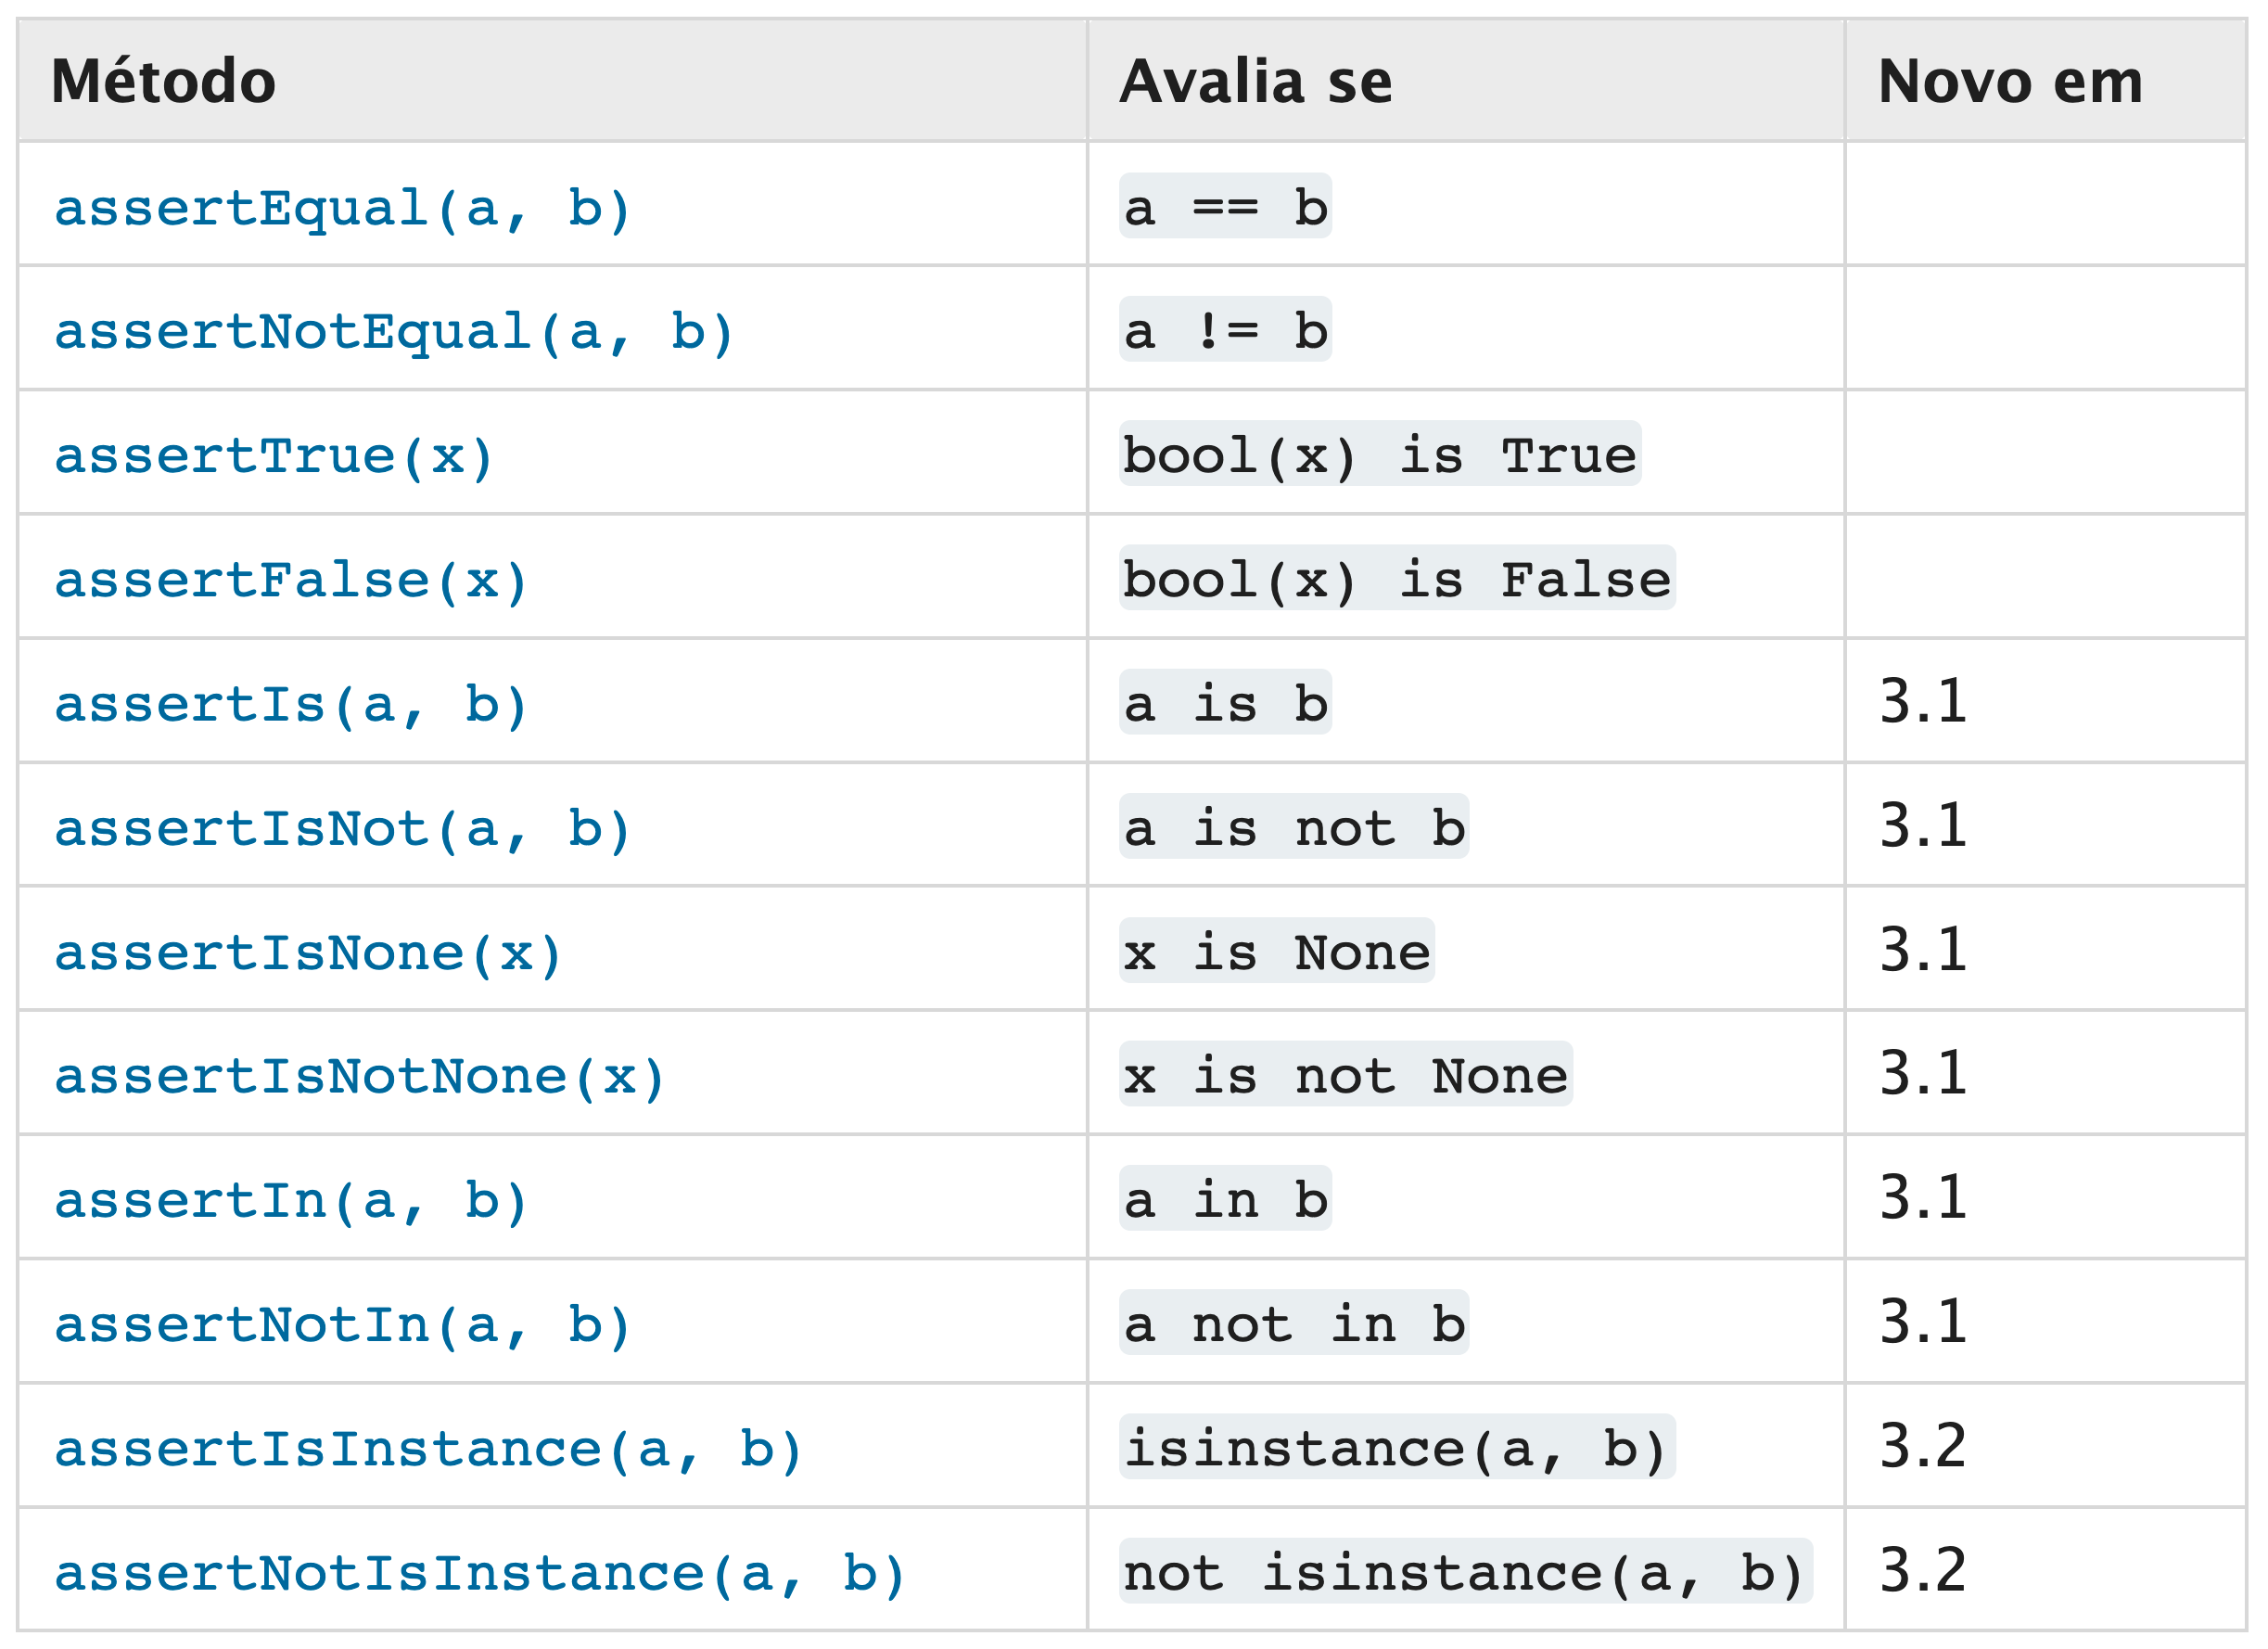 Método Avalia se Novo em
assertEqual(a, b) a == b
assertNotEqual(a, b) a != b
assertTrue(x) bool(x) is True
assertFalse(x) bool(x) is False
assertIs(a, b) a is b 3.1
assertIsNot(a, b) a is not b 3.1
assertIsNone(x) x is None 3.1
assertIsNotNone(x) x is not None 3.1
assertIn(a, b) a in b 3.1
assertNotIn(a, b) a not in b 3.1
assertIsInstance(a, b) isinstance(a, b) 3.2
assertNotIsInstance(a, b) not isinstance(a, b) 3.2